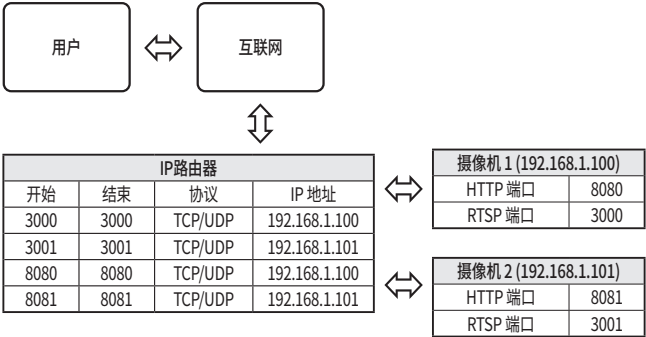 用户
互联网
IP路由器
开始 结束 协议 IP 地址
3000 3000 TCP/UDP 192.168.1.100
3001 3001 TCP/UDP 192.168.1.101
8080 8080 TCP/UDP 192.168.1.100
8081 8081 TCP/UDP 192.168.1.101
摄像机 1 (192.168.1.100)
HTTP 端口 8080
RTSP 端口 3000
摄像机 2 (192.168.1.101)
HTTP 端口 8081
RTSP 端口 3001